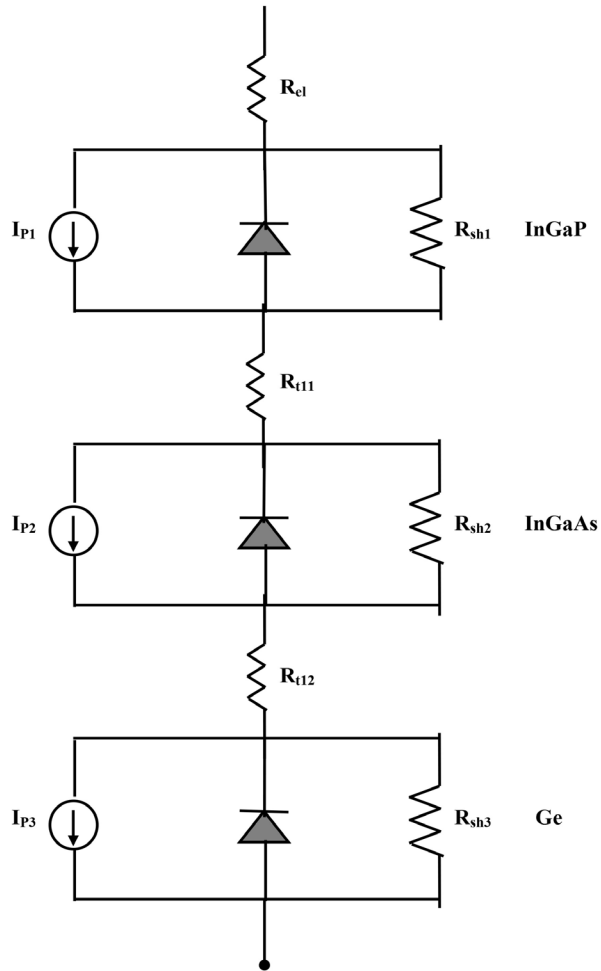 Rel
IP1 Rsh1 InGaP
Rt11
IP2 Rsh2 InGaAs
Rt12
IP3 Rsh3 Ge